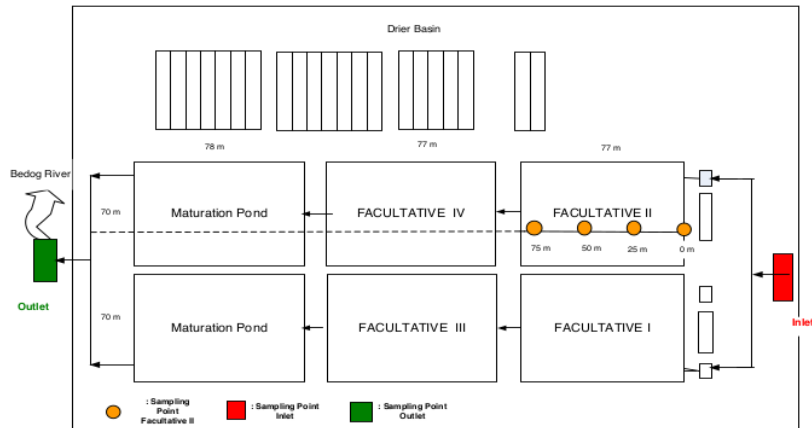 Drier Basin
78 m
77 m
77 m
Bedog River
70 m
Maturation Pond
FACULTATIVE IV
FACULTATIVE II
75 m
50 m
25 m
0 m
Outlet
Inlet
70 m
Maturation Pond
FACULTATIVE III
FACULTATIVE I
: Sampling
Point
Facultative II
: Sampling Point
Inlet
: Sampling Point
Outlet